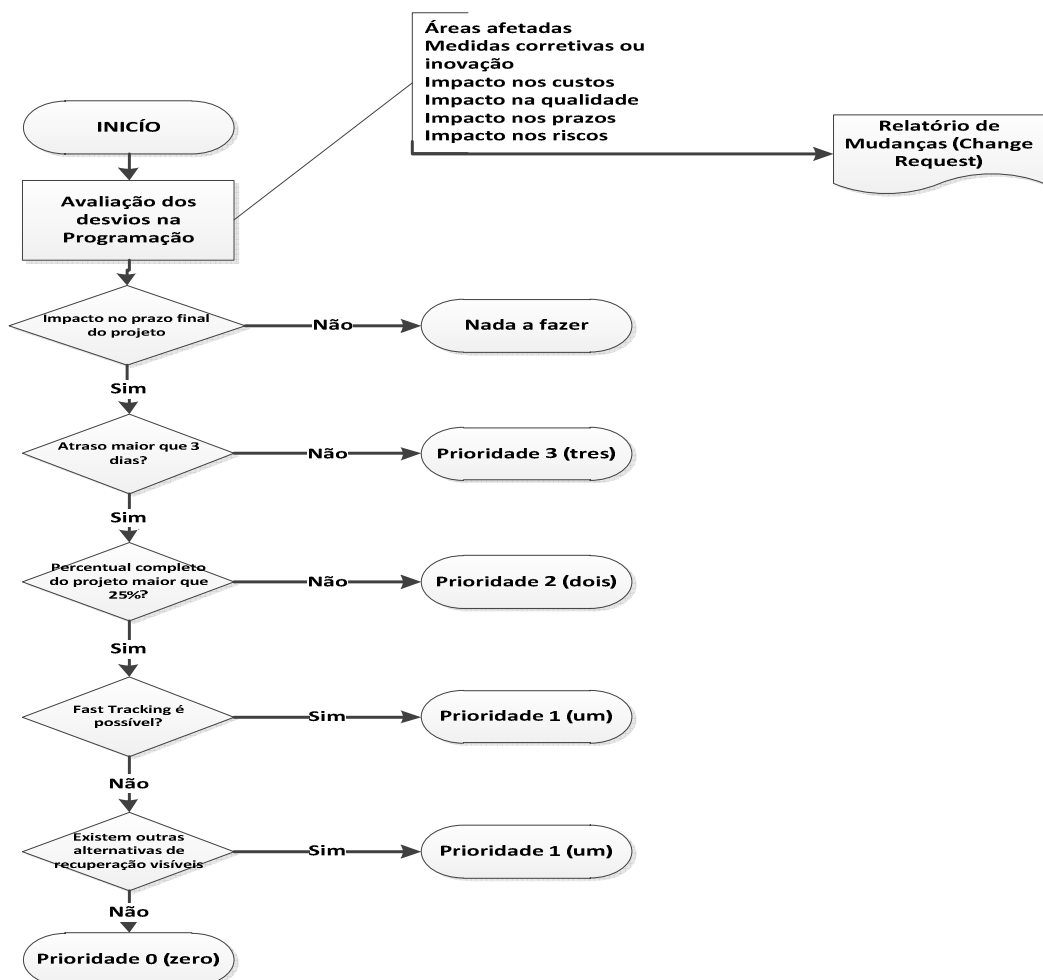 Áreas afetadas
Medidas corretivas ou
inovação
Impacto nos custos
Impacto na qualidade
Impacto nos prazos
Impacto nos riscos
Relatório de
Mudanças (Change
Request)
INICÍO
Avaliação dos
desvios na
Programação
Impacto no prazo final
do projeto
Não
Nada a fazer
Sim
Atraso maior que 3
dias?
Não
Prioridade 3 (tres)
Sim
Percentual completo
do projeto maior que
25%?
Não
Prioridade 2 (dois)
Sim
Fast Tracking é
possível?
Sim
Prioridade 1 (um)
Não
Existem outras
alternativas de
recuperação visíveis
Sim
Prioridade 1 (um)
Não
Prioridade 0 (zero)